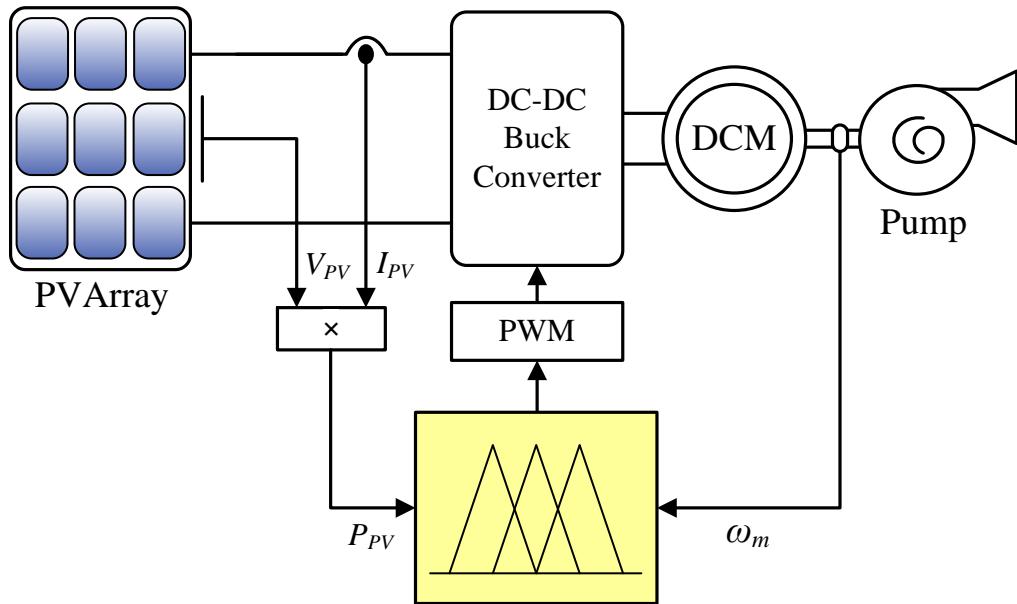 DC-DC
Buck
Converter
DCM
Pump
PVArray
V_PV
I_PV
×
PWM
P_PV
ω_m